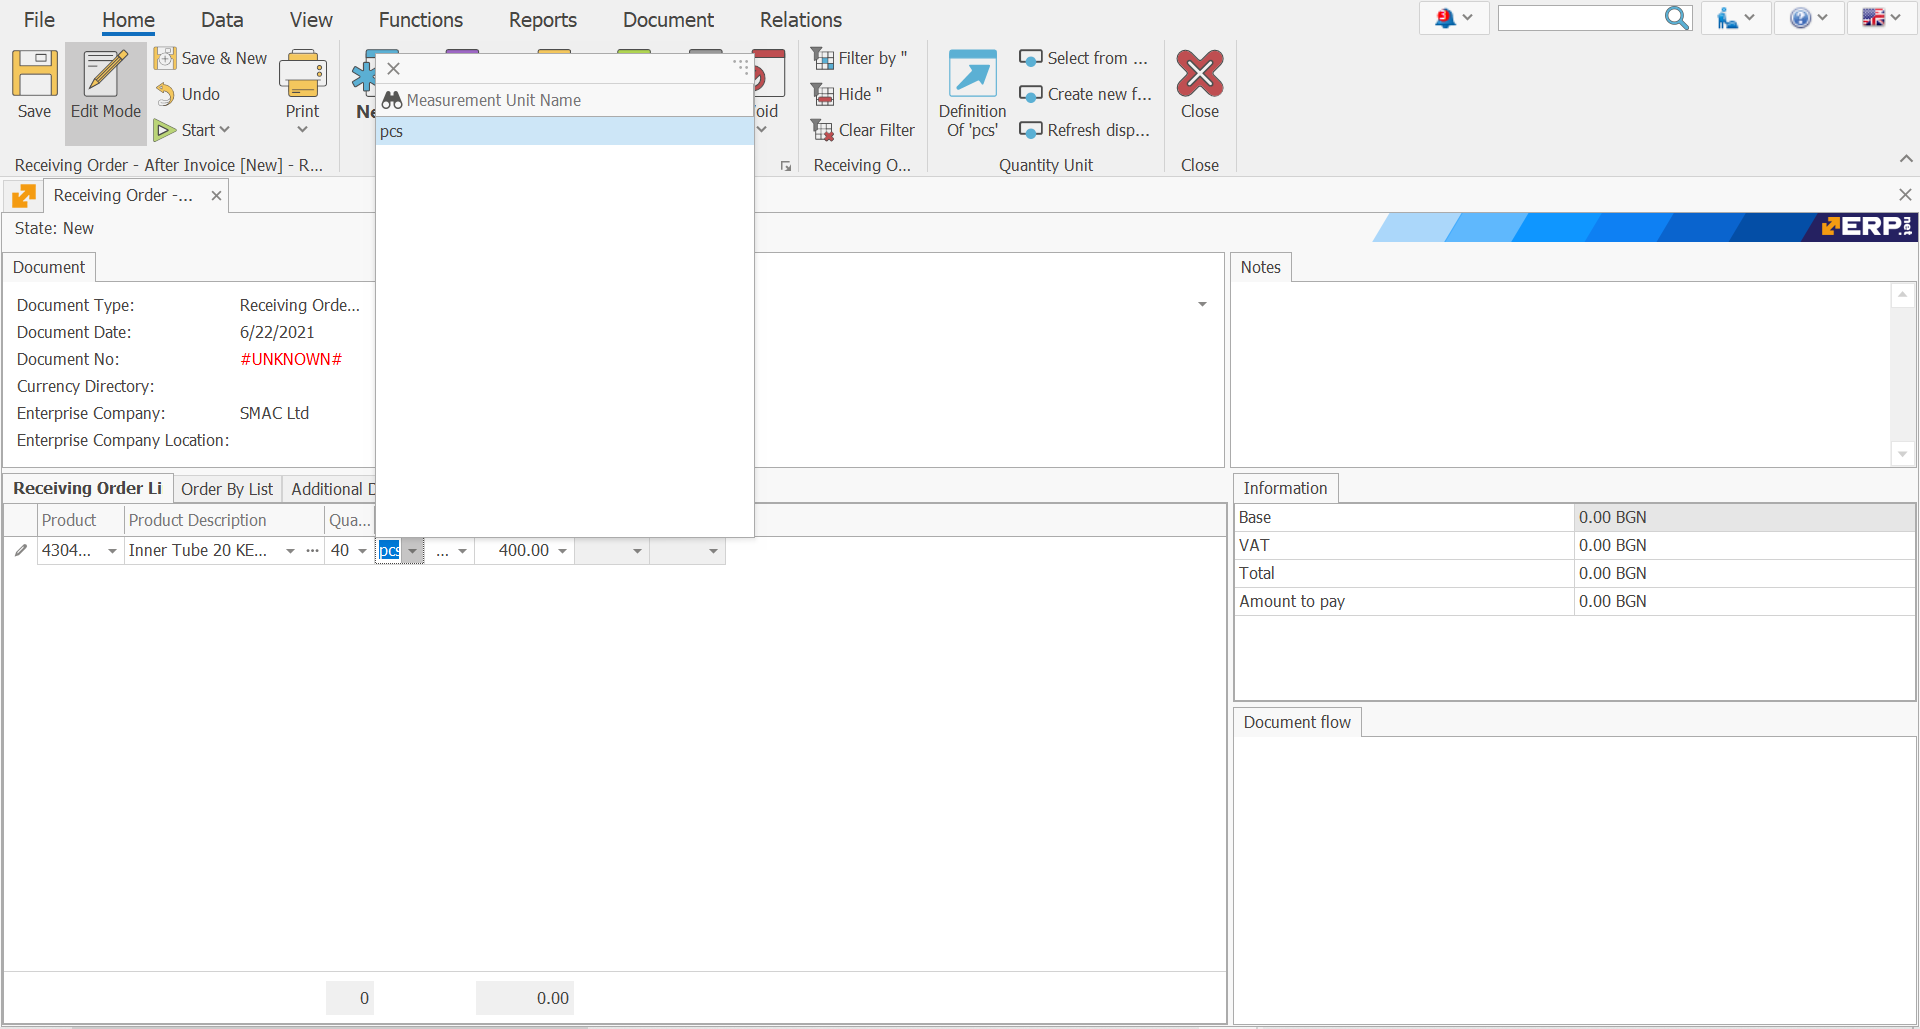 File Home Data View Functions Reports Document Relations
3
Save
Edit Mode
Save & New
Undo
Start
Print
Ne
oid
Filter by "
Hide "
Clear Filter
Definition
Of 'pcs'
Select from ...
Create new f...
Refresh disp...
Close
Receiving Order - After Invoice [New] - R...
Receiving O...
Quantity Unit
Close
Measurement Unit Name
pcs
Receiving Order -...
State: New
ERP.net
Document
Document Type: Receiving Orde...
Document Date: 6/22/2021
Document No: #UNKNOWN#
Currency Directory:
Enterprise Company: SMAC Ltd
Enterprise Company Location:
Notes
Receiving Order Li Order By List Additional D
Product Product Description Qua...
4304... Inner Tube 20 KE... ... 40 pcs ... 400.00
0 0.00
Information
Base 0.00 BGN
VAT 0.00 BGN
Total 0.00 BGN
Amount to pay 0.00 BGN
Document flow